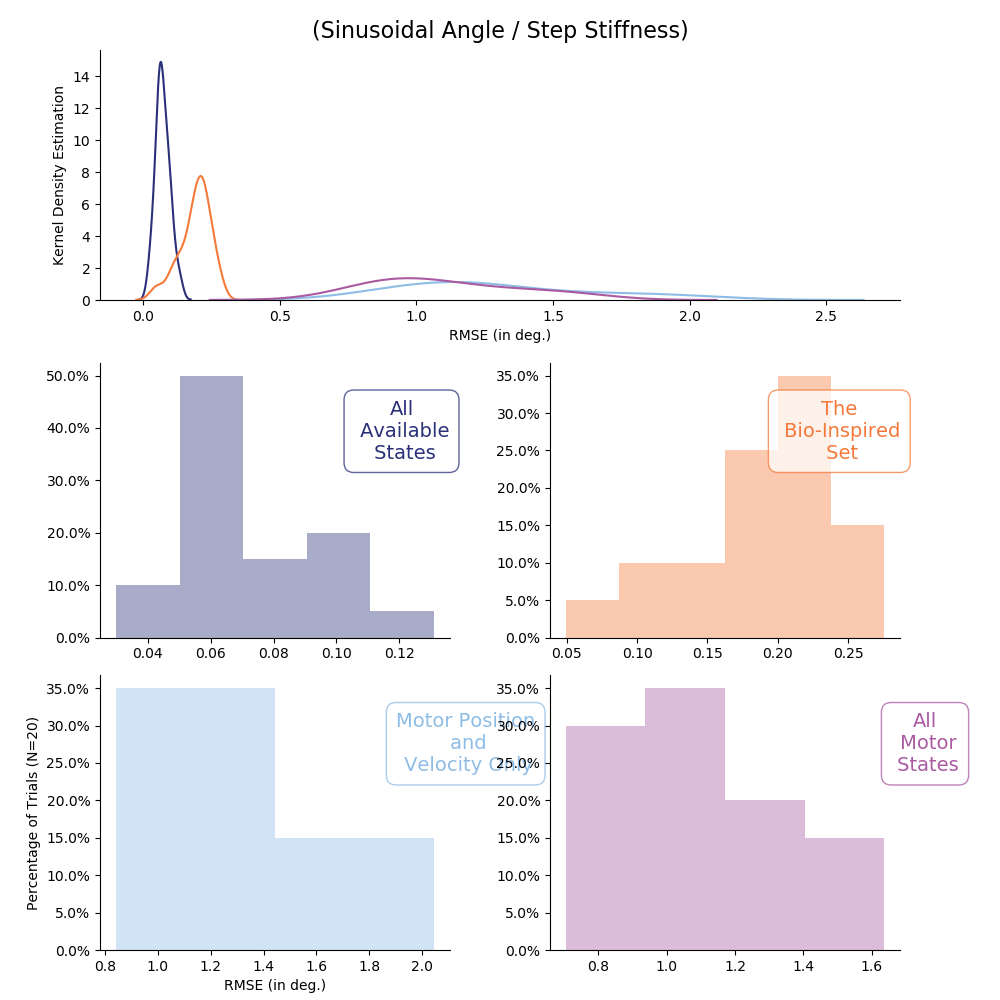 (Sinusoidal Angle / Step Stiffness)
Kernel Density Estimation
14
12
10
8
6
4
2
0
0.0 0.5 1.0 1.5 2.0 2.5
RMSE (in deg.)
50.0%
40.0%
30.0%
20.0%
10.0%
0.0%
All
Available
States
0.04 0.06 0.08 0.10 0.12
35.0%
30.0%
25.0%
20.0%
15.0%
10.0%
5.0%
0.0%
The
Bio-Inspired
Set
0.05 0.10 0.15 0.20 0.25
Percentage of Trials (N=20)
35.0%
30.0%
25.0%
20.0%
15.0%
10.0%
5.0%
0.0%
Motor Position
and
Velocity Only
0.8 1.0 1.2 1.4 1.6 1.8 2.0
RMSE (in deg.)
35.0%
30.0%
25.0%
20.0%
15.0%
10.0%
5.0%
0.0%
All
Motor
States
0.8 1.0 1.2 1.4 1.6